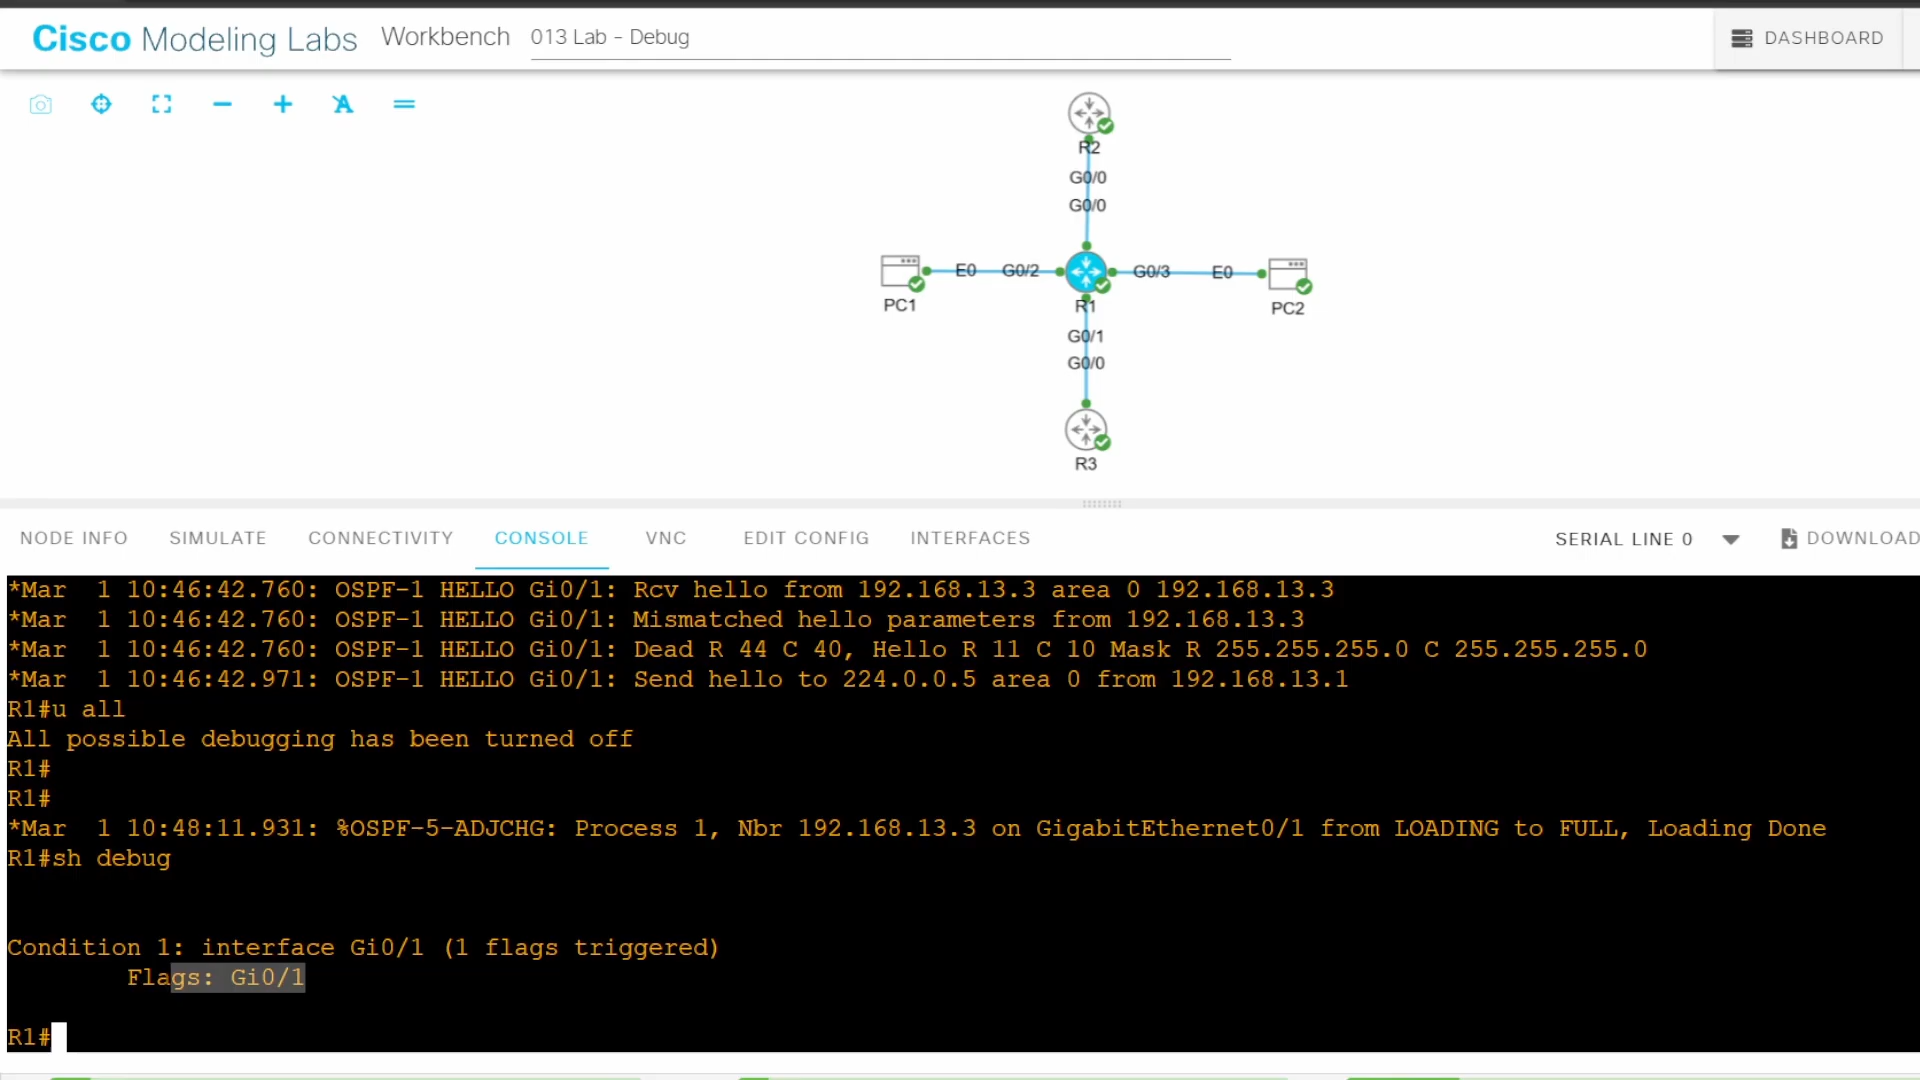 Cisco Modeling Labs Workbench 013 Lab - Debug DASHBOARD
R2
G0/0
G0/0
E0 G0/2 G0/3 E0
PC1 R1 PC2
G0/1
G0/0
R3
NODE INFO SIMULATE CONNECTIVITY CONSOLE VNC EDIT CONFIG INTERFACES SERIAL LINE 0 DOWNLOAD
*Mar  1 10:46:42.760: OSPF-1 HELLO Gi0/1: Rcv hello from 192.168.13.3 area 0 192.168.13.3
*Mar  1 10:46:42.760: OSPF-1 HELLO Gi0/1: Mismatched hello parameters from 192.168.13.3
*Mar  1 10:46:42.760: OSPF-1 HELLO Gi0/1: Dead R 44 C 40, Hello R 11 C 10 Mask R 255.255.255.0 C 255.255.255.0
*Mar  1 10:46:42.971: OSPF-1 HELLO Gi0/1: Send hello to 224.0.0.5 area 0 from 192.168.13.1
R1#u all
All possible debugging has been turned off
R1#
R1#
*Mar  1 10:48:11.931: %OSPF-5-ADJCHG: Process 1, Nbr 192.168.13.3 on GigabitEthernet0/1 from LOADING to FULL, Loading Done
R1#sh debug
Condition 1: interface Gi0/1 (1 flags triggered)
Flags: Gi0/1
R1#